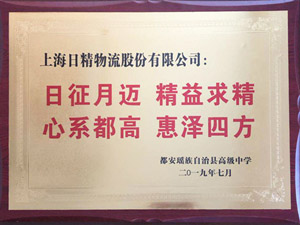 上海日精物流股份有限公司：
日征月迈 精益求精
心系都高 惠泽四方
都安瑶族自治县高级中学
二〇一九年七月